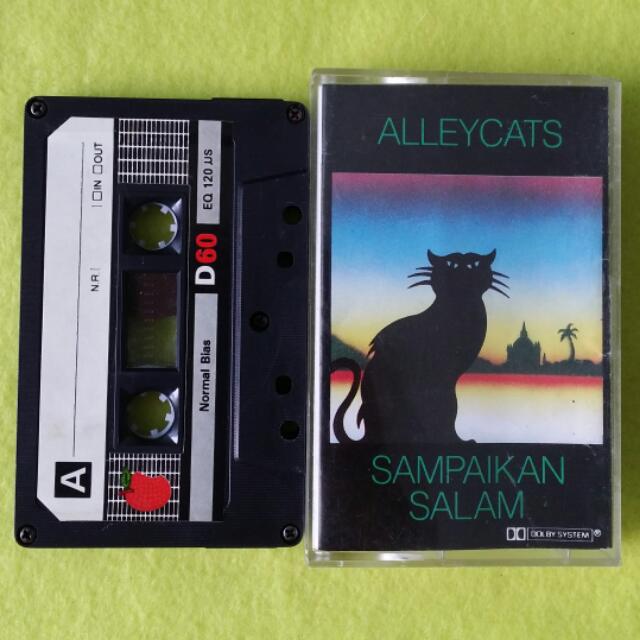 A
N.R.
IN OUT
Normal Bias
D60
EQ 120 µs
ALLEYCATS
SAMPAIKAN
SALAM
DOLBY SYSTEM®